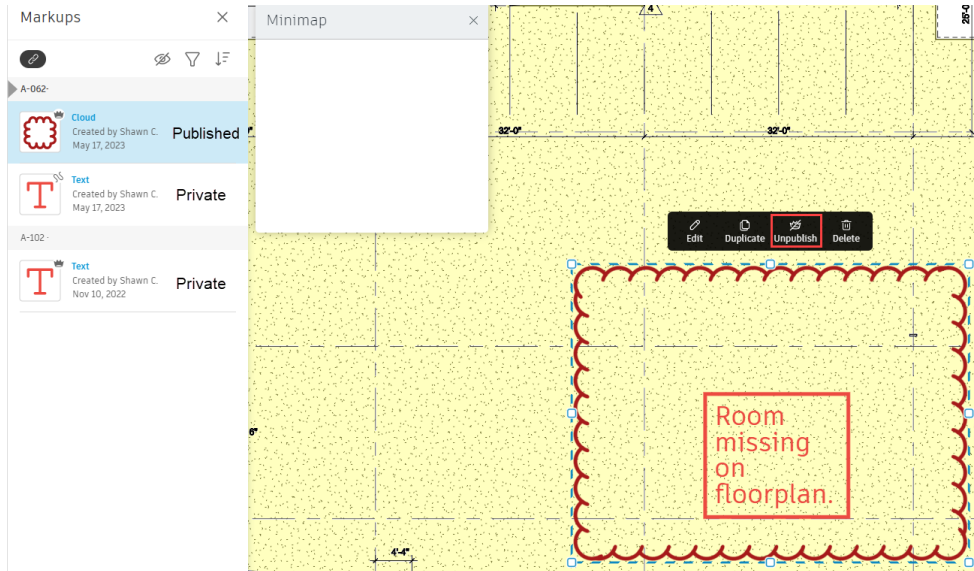 Markups
A-062-
Cloud
Created by Shawn C.
May 17, 2023
Published
Text
Created by Shawn C.
May 17, 2023
Private
A-102 -
Text
Created by Shawn C.
Nov 10, 2022
Private
Minimap
4
32'-0"
32'-0"
Edit
Duplicate
Unpublish
Delete
Room
missing
on
floorplan.
6"
4'-4"